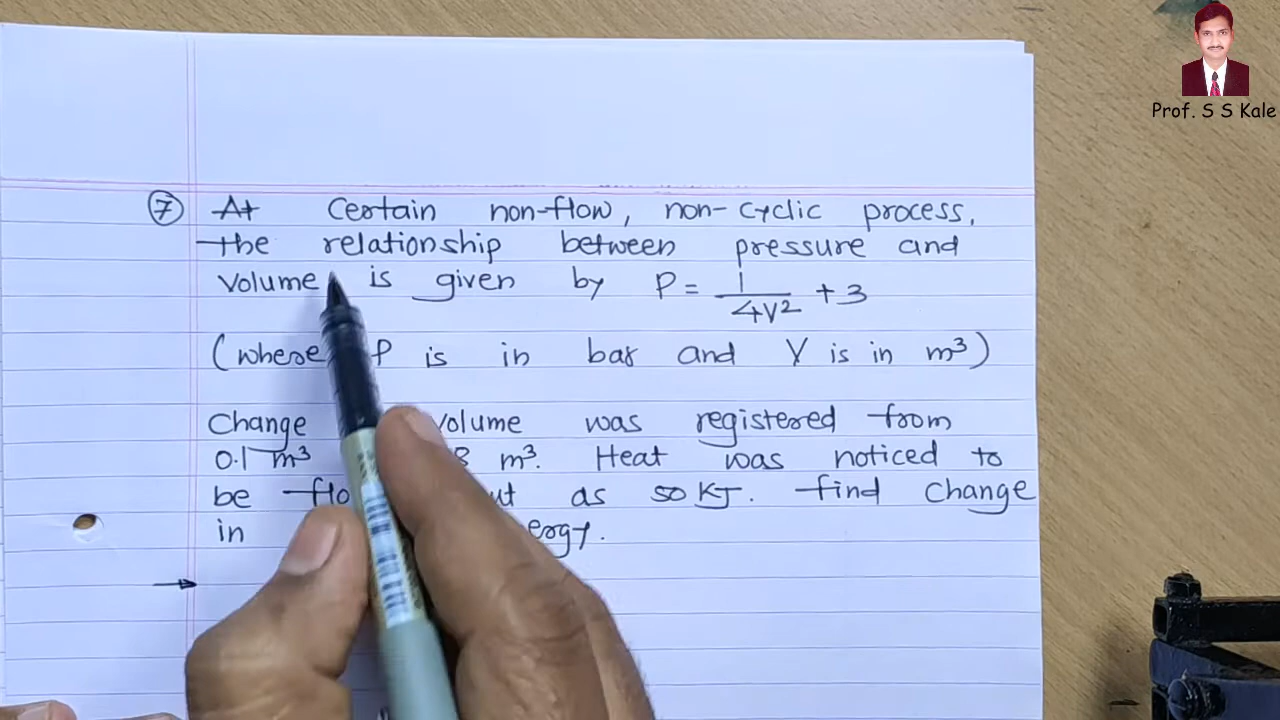 Prof. S S Kale
7 At certain non-flow, non-cyclic process,
the relationship between pressure and
volume is given by P = 1/4V² + 3
(where P is in bar and V is in m³)
Change volume was registered from
0.1 m³ m³. Heat was noticed to
be as 50 KJ. find change
in